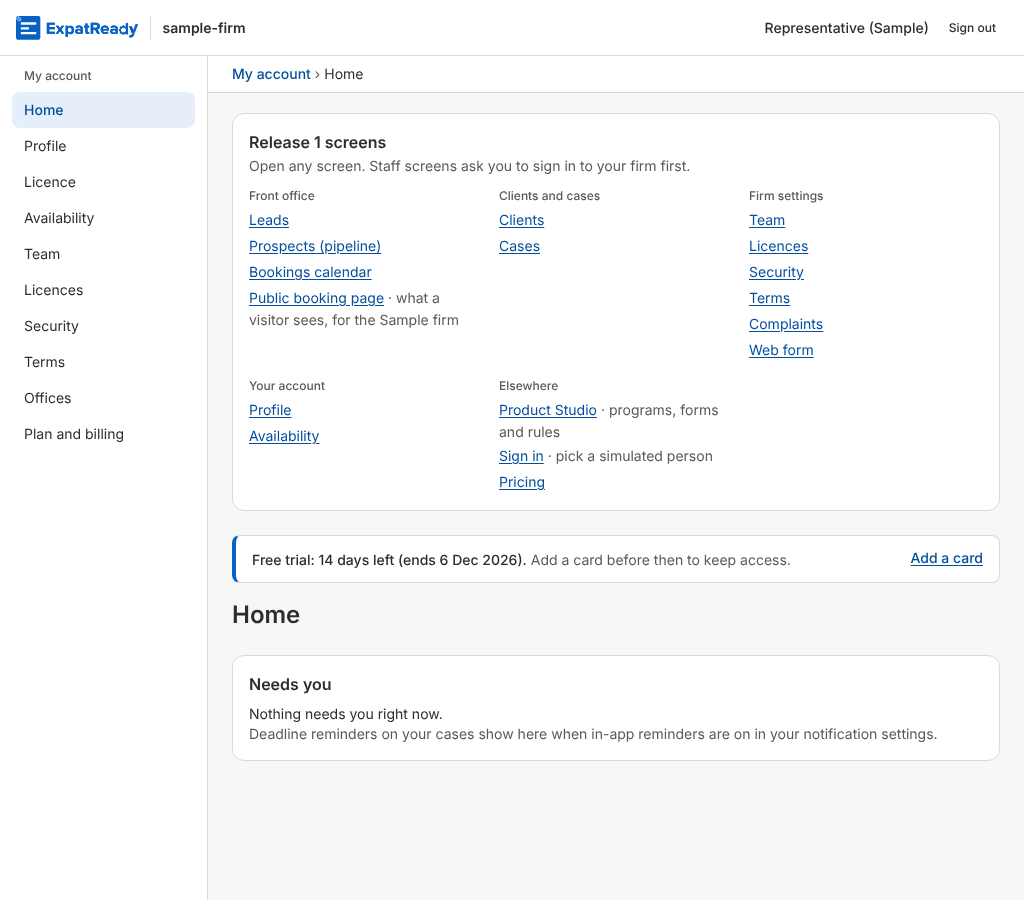 ExpatReady
sample-firm
Representative (Sample)
Sign out
My account
Home
Profile
Licence
Availability
Team
Licences
Security
Terms
Offices
Plan and billing
My account › Home
Release 1 screens
Open any screen. Staff screens ask you to sign in to your firm first.
Front office
Leads
Prospects (pipeline)
Bookings calendar
Public booking page · what a
visitor sees, for the Sample firm
Clients and cases
Clients
Cases
Firm settings
Team
Licences
Security
Terms
Complaints
Web form
Your account
Profile
Availability
Elsewhere
Product Studio · programs, forms
and rules
Sign in · pick a simulated person
Pricing
Free trial: 14 days left (ends 6 Dec 2026). Add a card before then to keep access.
Add a card
Home
Needs you
Nothing needs you right now.
Deadline reminders on your cases show here when in-app reminders are on in your notification settings.